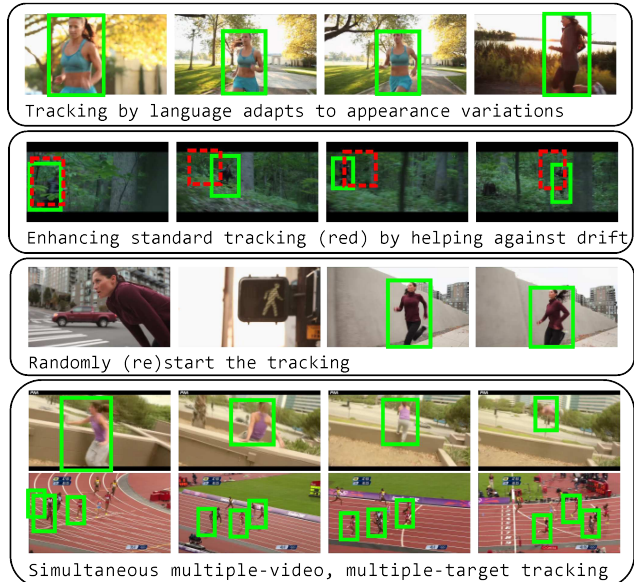 Tracking by language adapts to appearance variations
Enhancing standard tracking (red) by helping against drift
Randomly (re)start the tracking
Simultaneous multiple-video, multiple-target tracking